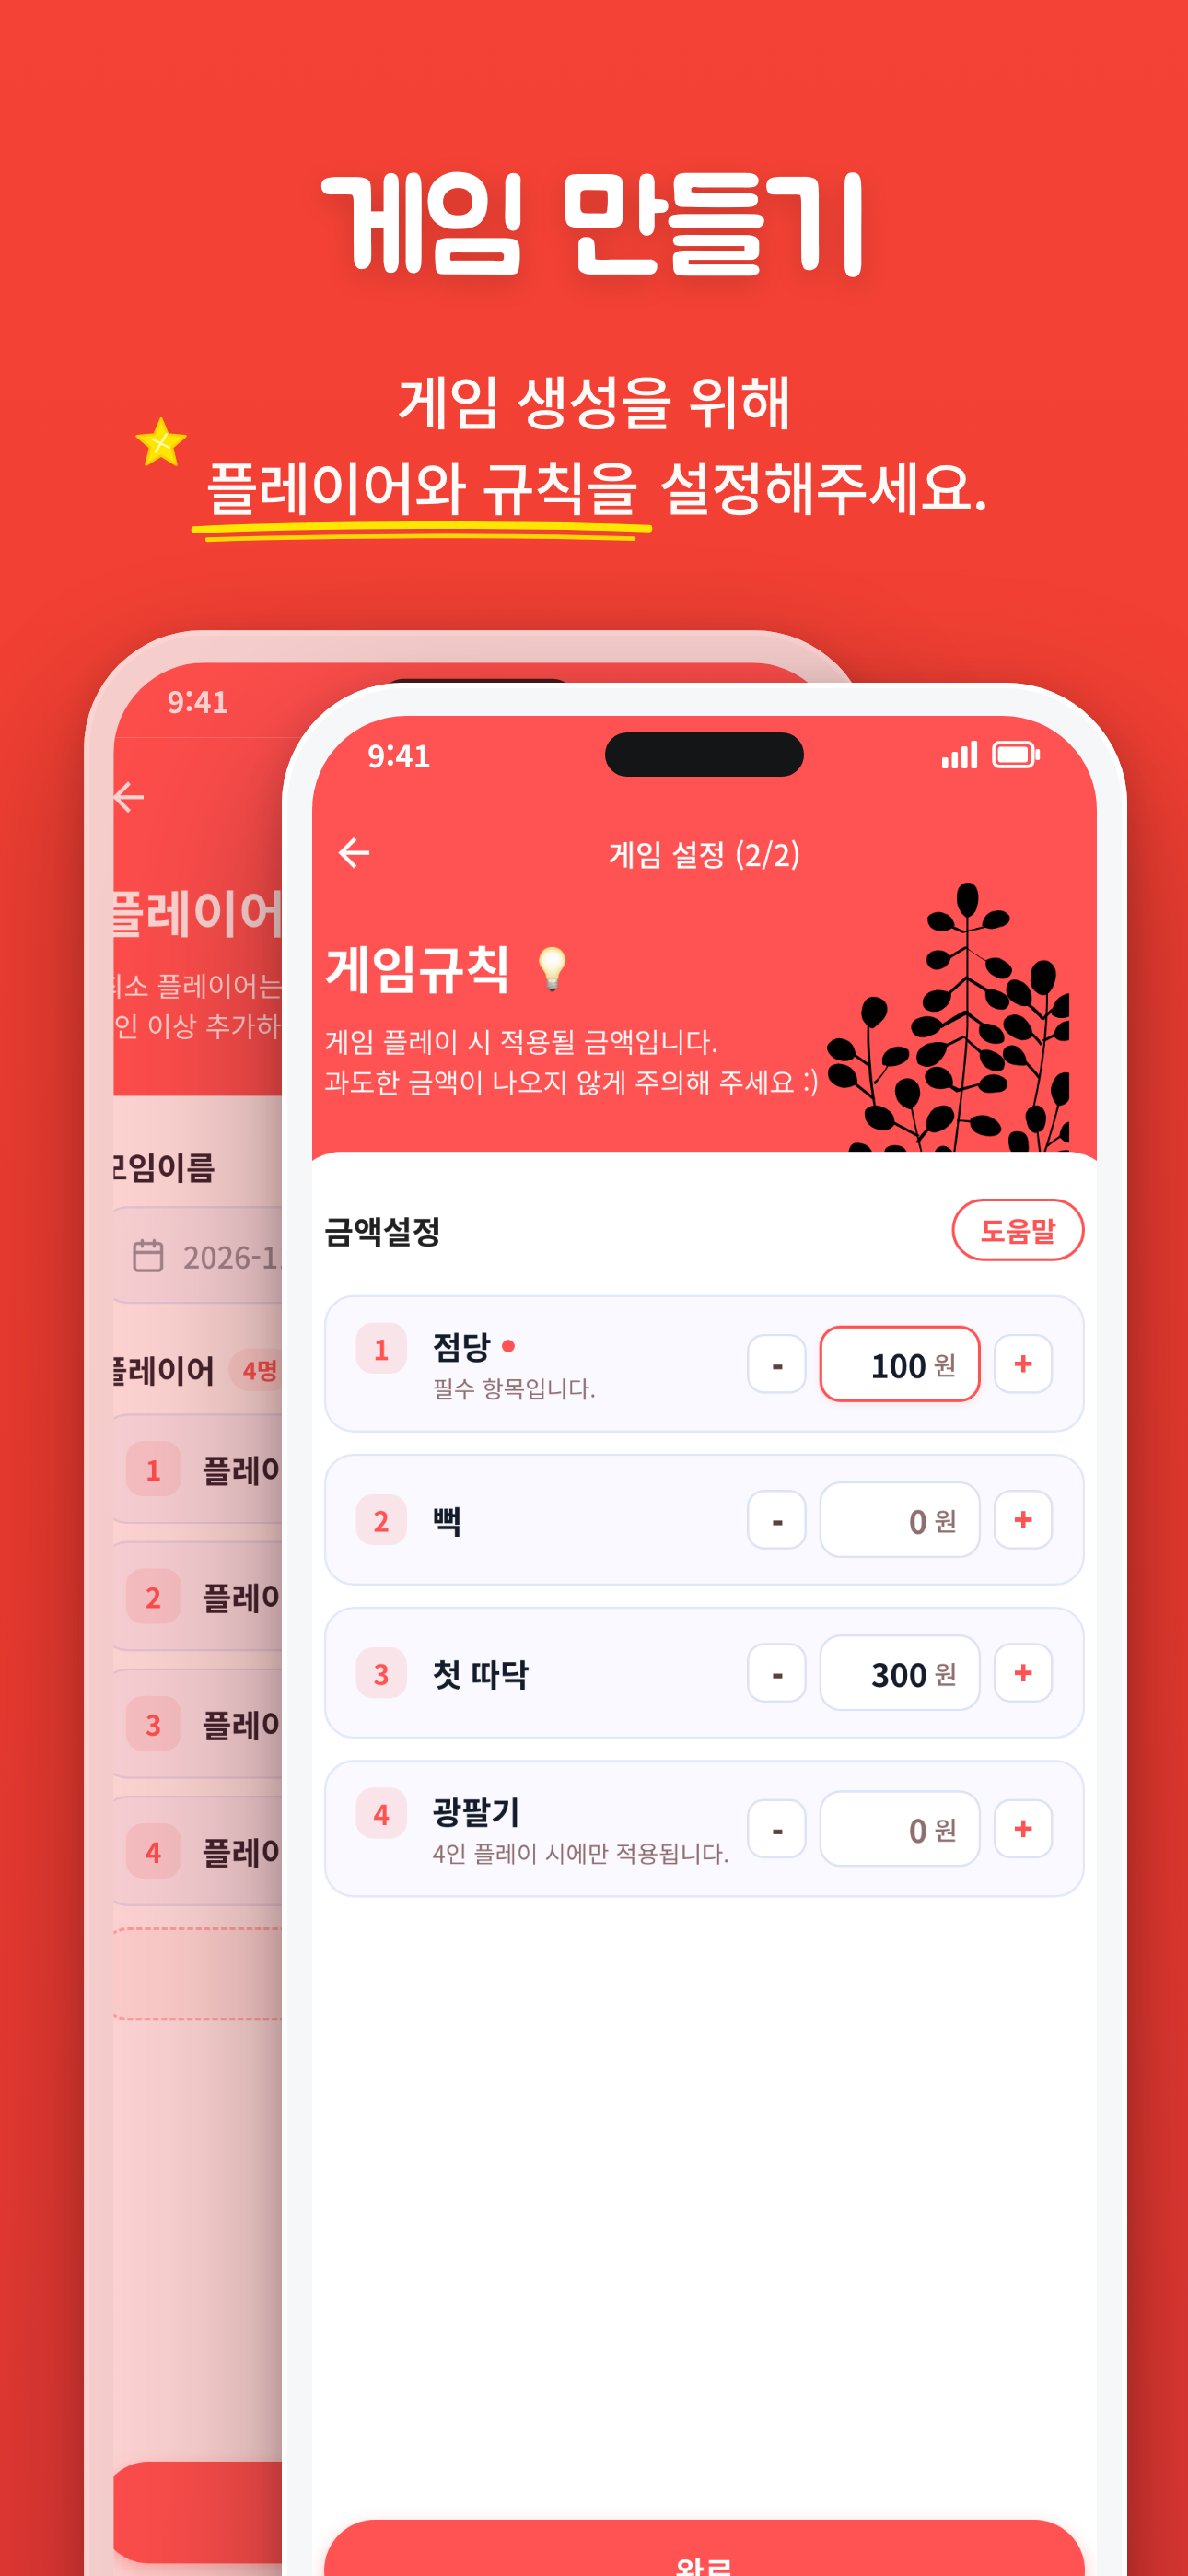 게임 만들기
게임 생성을 위해
플레이어와 규칙을 설정해주세요.
9:41
플레이어
최소 플레이어는
인 이상 추가하
모임이름
2026-1
플레이어 4명
1 플레이
2 플레이
3 플레이
4 플레이
9:41
게임 설정 (2/2)
게임규칙
게임 플레이 시 적용될 금액입니다.
과도한 금액이 나오지 않게 주의해 주세요 :)
금액설정
도움말
1 점당 - 100 원 +
필수 항목입니다.
2 뻑 - 0 원 +
3 첫 따닥 - 300 원 +
4 광팔기 - 0 원 +
4인 플레이 시에만 적용됩니다.
완료